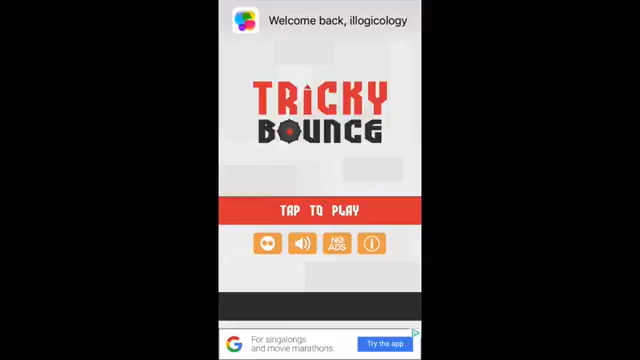 Welcome back, illogicology
TRiCKY
BOUNCE
TAP TO PLAY
NO
ADS
i
G
For singalongs
and movie marathons.
Try the app